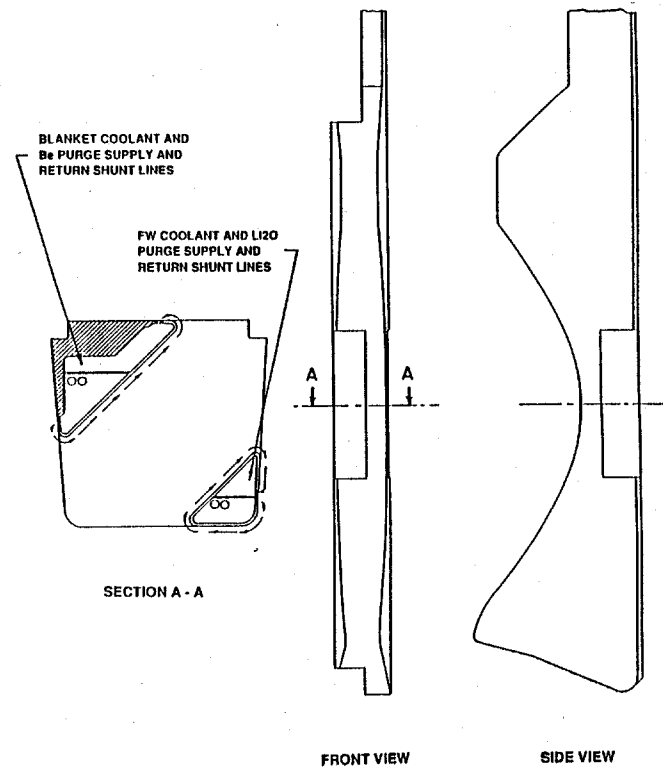 BLANKET COOLANT AND
Be PURGE SUPPLY AND
RETURN SHUNT LINES
FW COOLANT AND LI2O
PURGE SUPPLY AND
RETURN SHUNT LINES
A
A
SECTION A - A
FRONT VIEW
SIDE VIEW